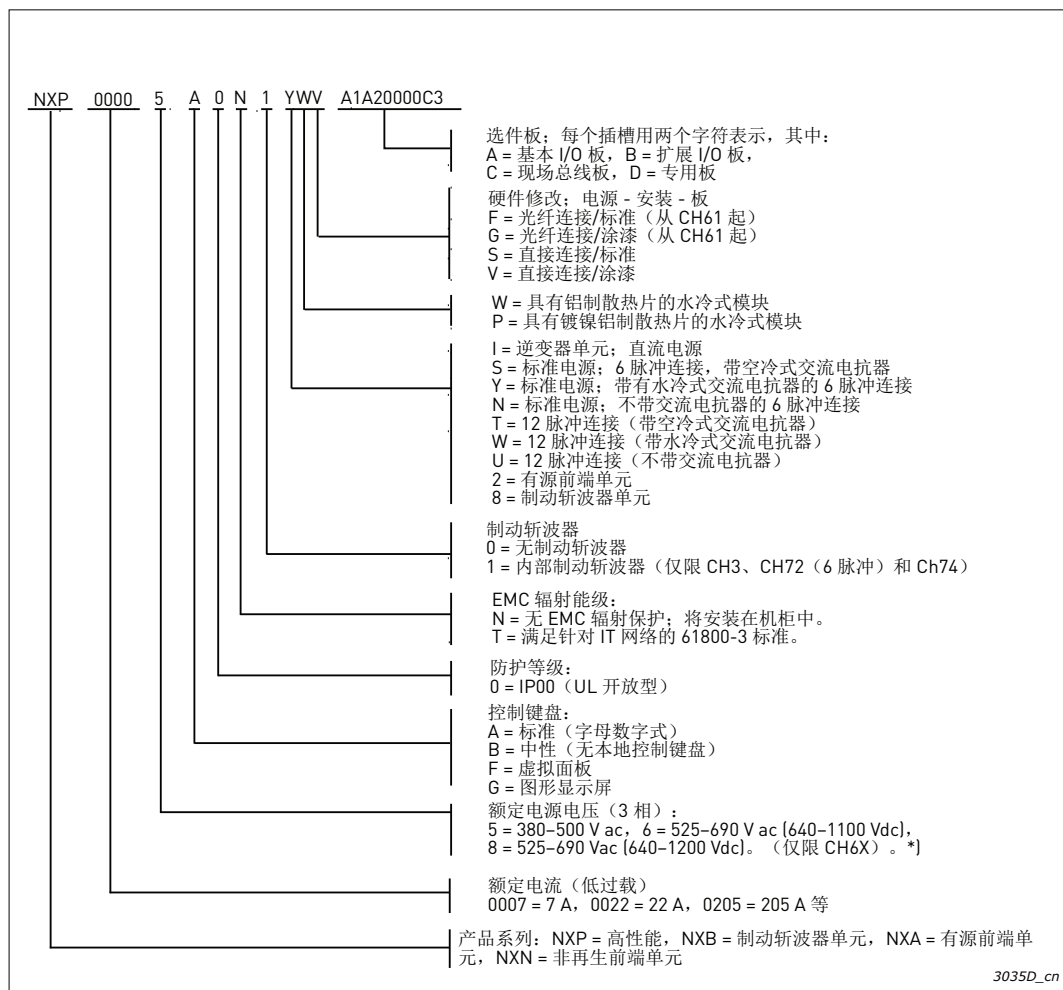 NXP 0000 5 A 0 N 1 YWV A1A20000C3
选件板；每个插槽用两个字符表示，其中：
A = 基本 I/O 板，B = 扩展 I/O 板，
C = 现场总线板，D = 专用板
硬件修改；电源 - 安装 - 板
F = 光纤连接/标准（从 CH61 起）
G = 光纤连接/涂漆（从 CH61 起）
S = 直接连接/标准
V = 直接连接/涂漆
W = 具有铝制散热片的水冷式模块
P = 具有镀镍铝制散热片的水冷式模块
I = 逆变器单元；直流电源
S = 标准电源；6 脉冲连接，带空冷式交流电抗器
Y = 标准电源；带有水冷式交流电抗器的 6 脉冲连接
N = 标准电源；不带交流电抗器的 6 脉冲连接
T = 12 脉冲连接（带空冷式交流电抗器）
W = 12 脉冲连接（带水冷式交流电抗器）
U = 12 脉冲连接（不带交流电抗器）
2 = 有源前端单元
8 = 制动斩波器单元
制动斩波器
0 = 无制动斩波器
1 = 内部制动斩波器（仅限 CH3、CH72（6 脉冲）和 Ch74）
EMC 辐射能级：
N = 无 EMC 辐射保护；将安装在机柜中。
T = 满足针对 IT 网络的 61800-3 标准。
防护等级：
0 = IP00（UL 开放型）
控制键盘：
A = 标准（字母数字式）
B = 中性（无本地控制键盘）
F = 虚拟面板
G = 图形显示屏
额定电源电压（3 相）：
5 = 380–500 V ac，6 = 525–690 V ac (640–1100 Vdc)，
8 = 525–690 Vac (640–1200 Vdc)。（仅限 CH6X）。*)
额定电流（低过载）
0007 = 7 A，0022 = 22 A，0205 = 205 A 等
产品系列：NXP = 高性能，NXB = 制动斩波器单元，NXA = 有源前端单
元，NXN = 非再生前端单元
3035D_cn